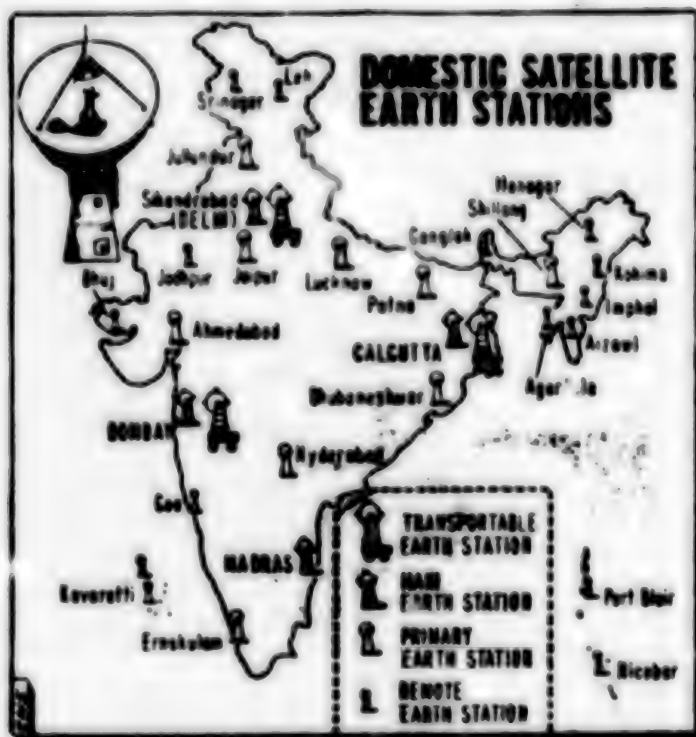 DOMESTIC SATELLITE
EARTH STATIONS
Srinagar
Leh
Jullundur
Sikandrabad
(DELHI)
Shillong
Gangtok
Kohima
Bhuj
Jodhpur
Jaipur
Lucknow
Patna
Imphal
Ahmedabad
CALCUTTA
Bhubaneshwar
BOMBAY
Hyderabad
Goa
MADRAS
Kavaratti
Ernakulam
TRANSPORTABLE
EARTH STATION
MAIN
EARTH STATION
PRIMARY
EARTH STATION
REMOTE
EARTH STATION
Port Blair